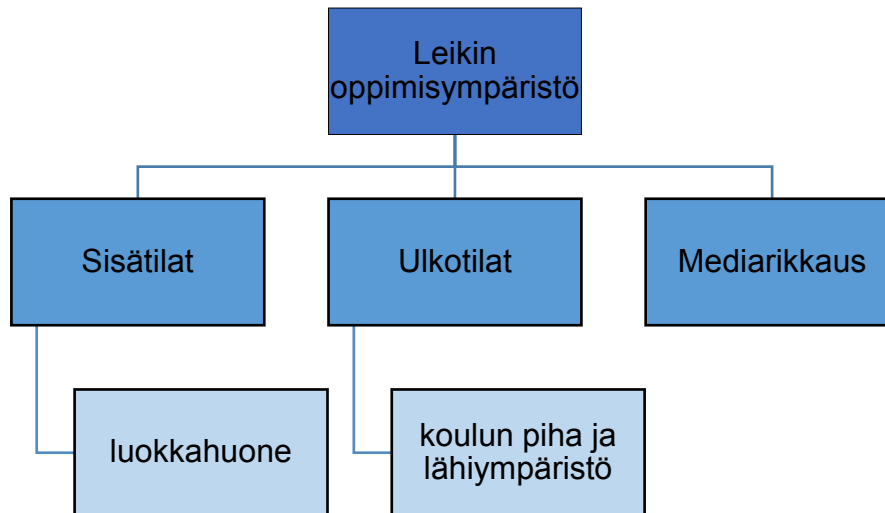 Leikin
oppimisympäristö
Sisätilat
Ulkotilat
Mediarikkaus
luokkahuone
koulun piha ja
lähiympäristö